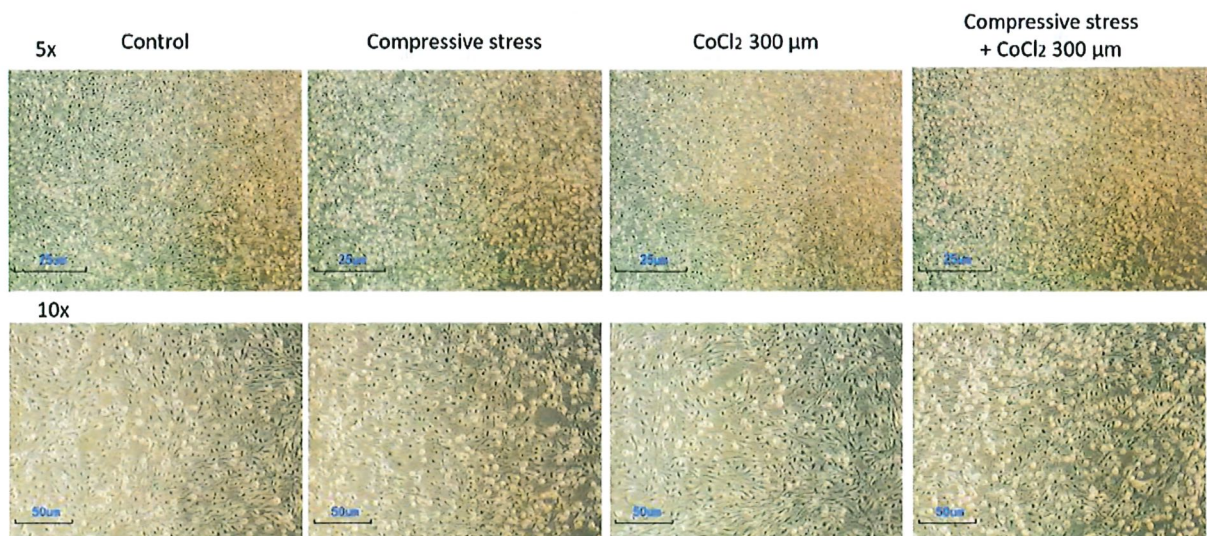 5x
Control
Compressive stress
CoCl₂ 300 μm
Compressive stress
+ CoCl₂ 300 μm
25um
25um
25um
25um
10x
50um
50um
50um
50um